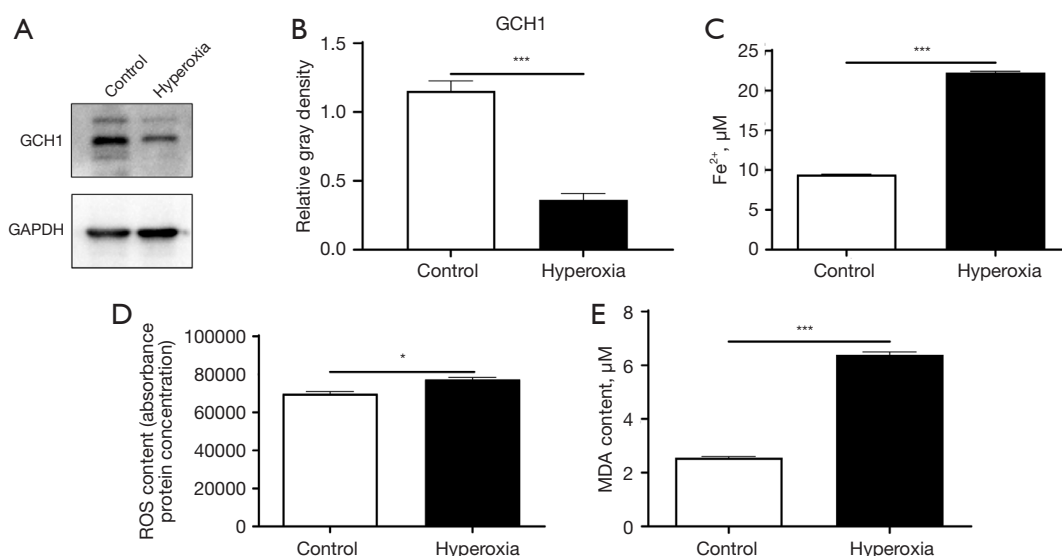 A
Control
Hyperoxia
GCH1
GAPDH
B
GCH1
Relative gray density
1.5
1.0
0.5
0.0
***
Control
Hyperoxia
C
Fe2+, μM
25
20
15
10
5
0
***
Control
Hyperoxia
D
ROS content (absorbance
protein concentration)
100000
80000
60000
40000
20000
0
*
Control
Hyperoxia
E
MDA content, μM
8
6
4
2
0
***
Control
Hyperoxia